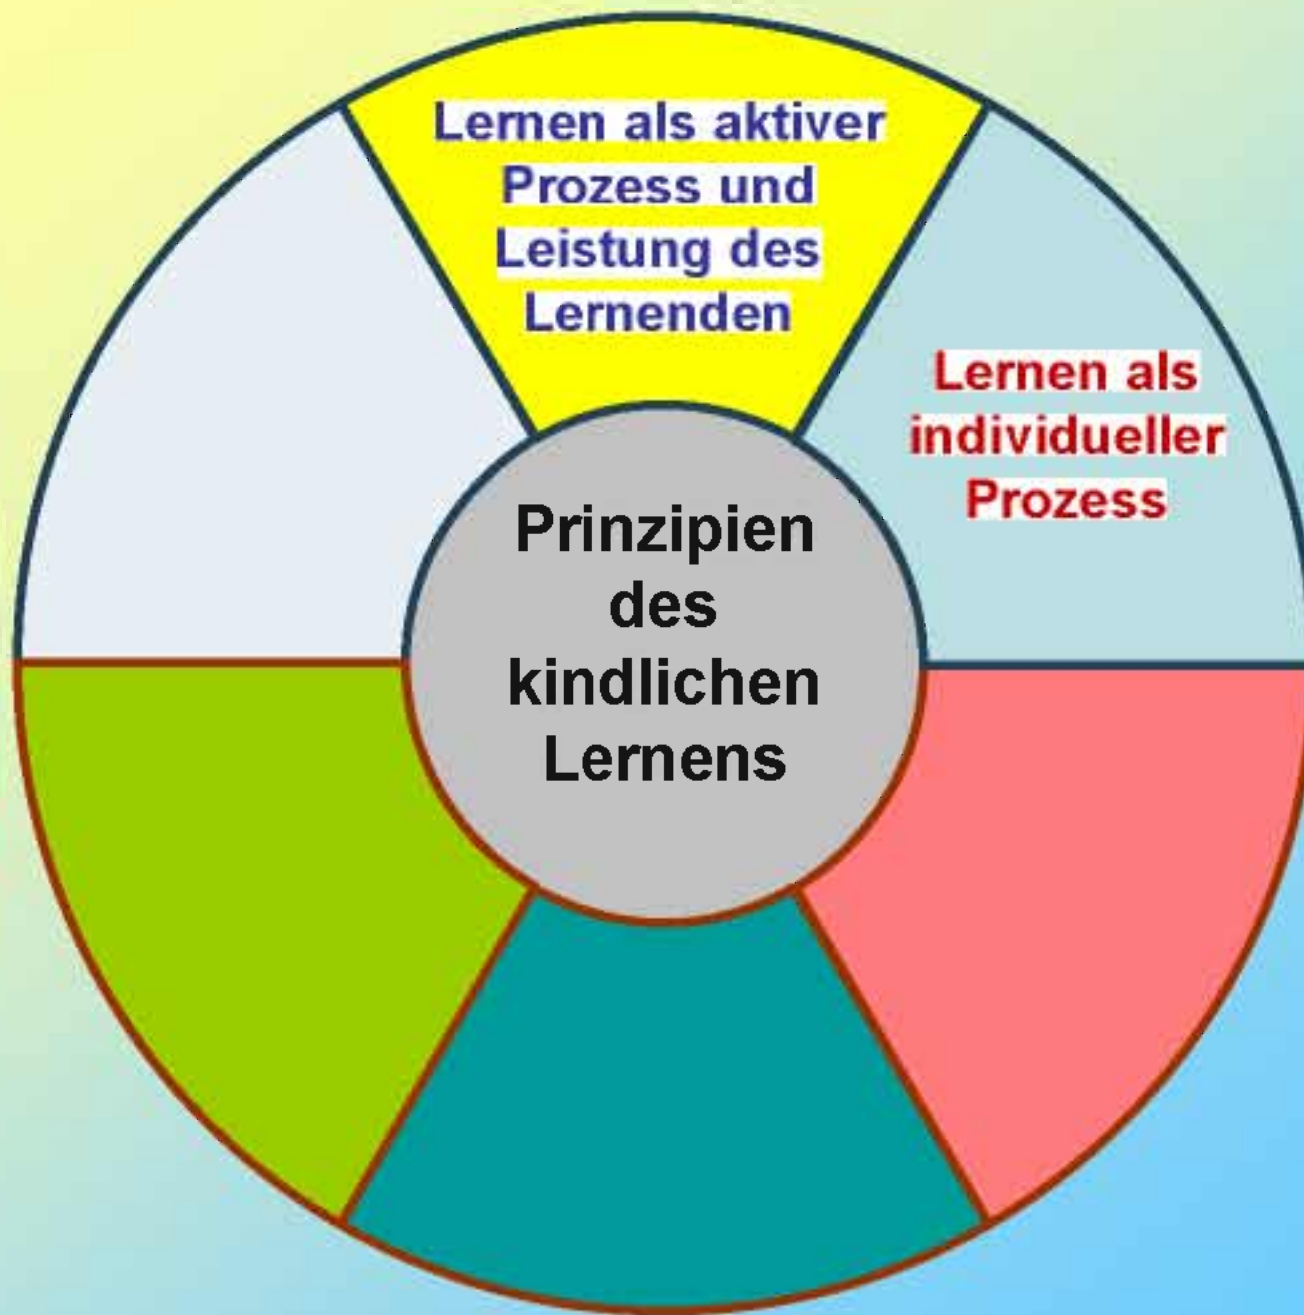 Lernen als aktiver
Prozess und
Leistung des
Lernenden
Lernen als
individueller
Prozess
Prinzipien
des
kindlichen
Lernens